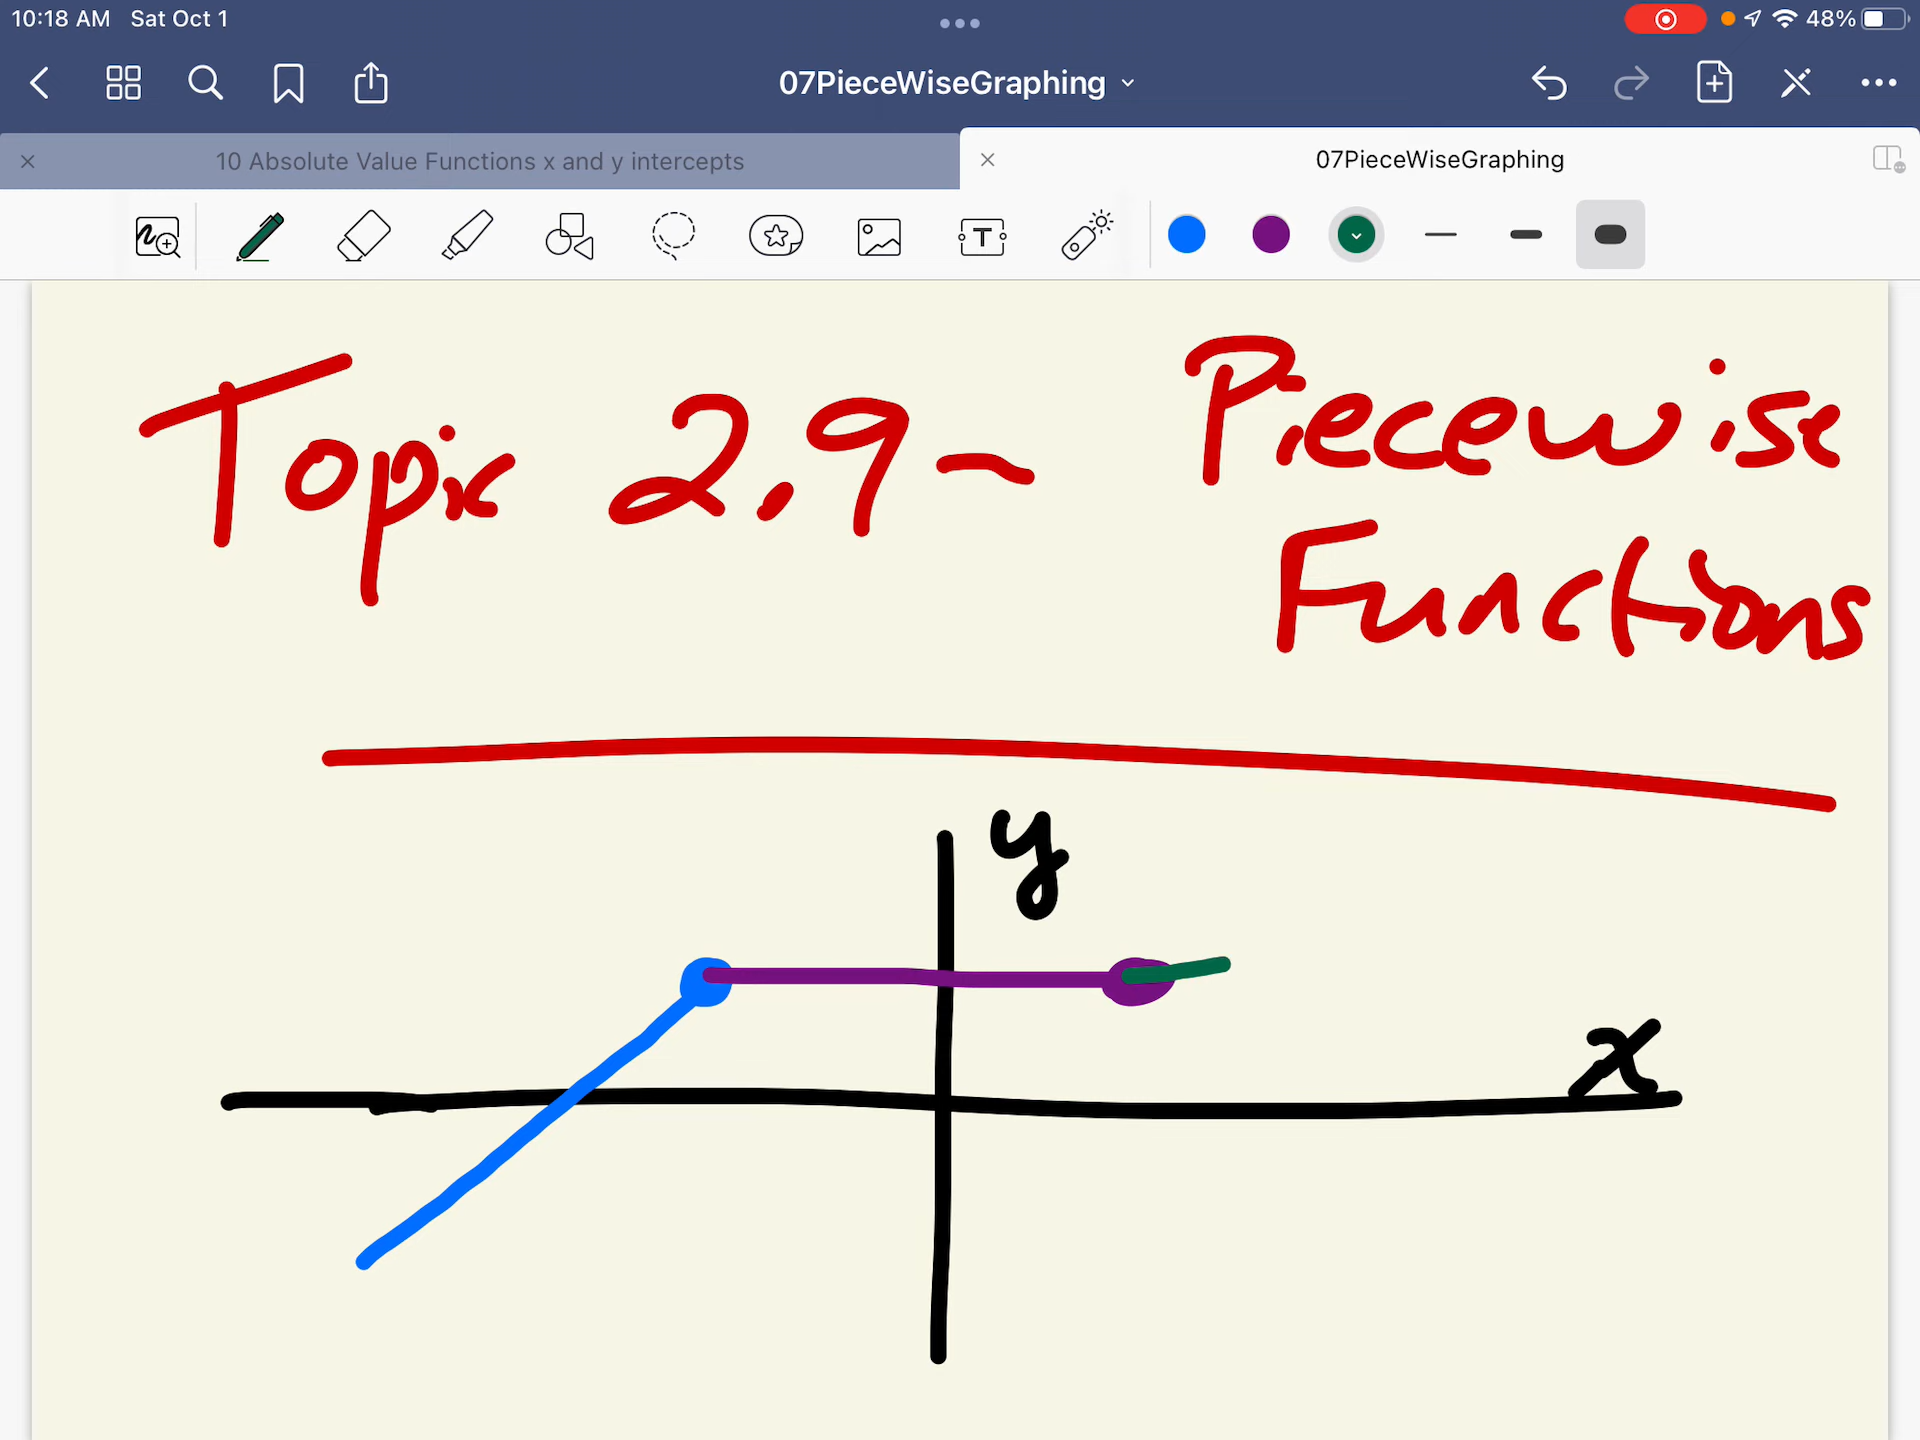 10:18 AM Sat Oct 1
48%
07PieceWiseGraphing
10 Absolute Value Functions x and y intercepts
07PieceWiseGraphing
T
Topic 2.9~ Piecewise
Functions
y
x